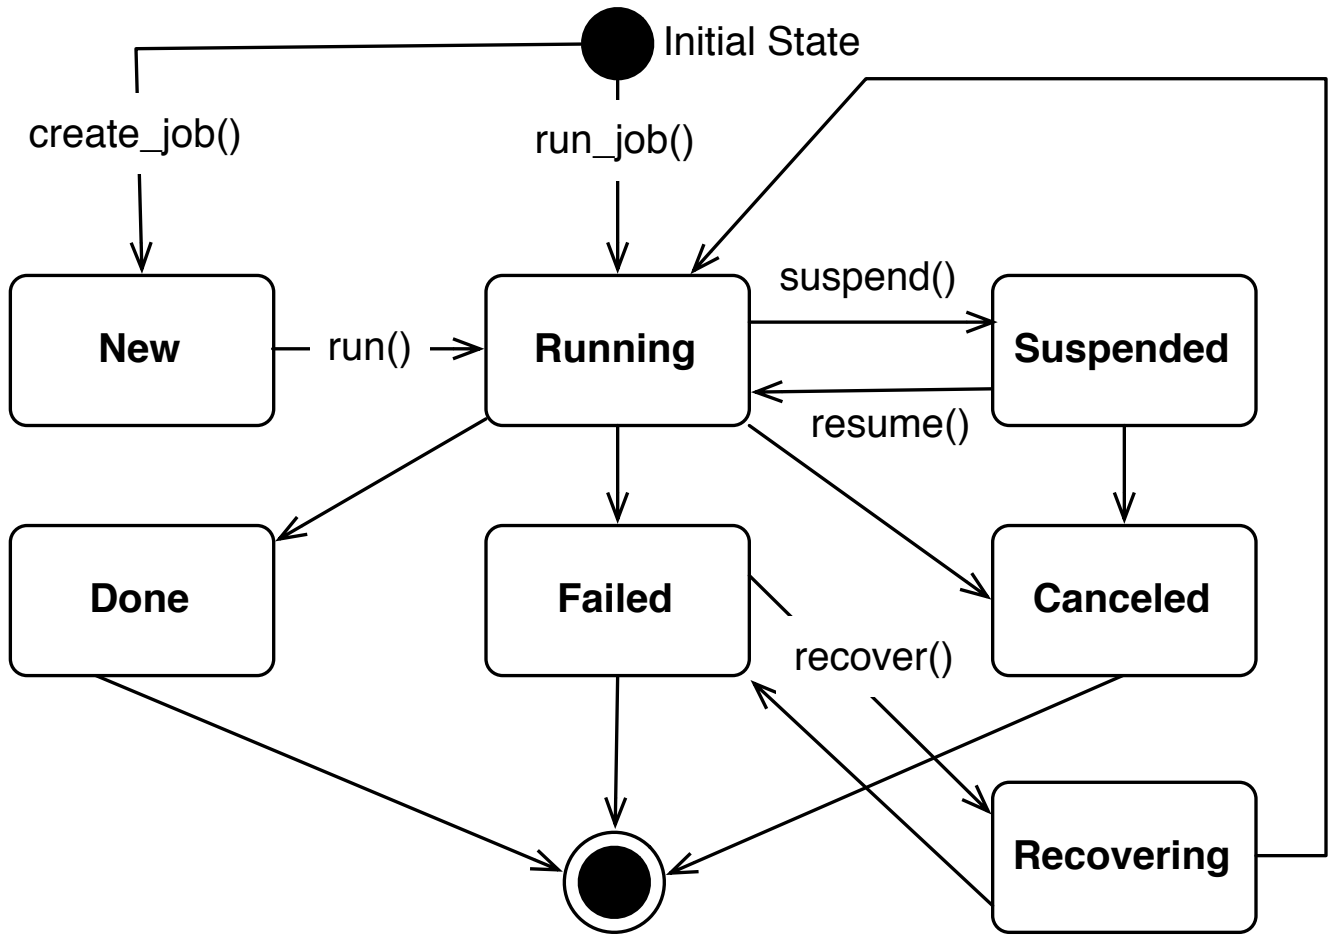 Initial State
create_job()
run_job()
suspend()
New
run()
Running
Suspended
resume()
Done
Failed
Canceled
recover()
Recovering